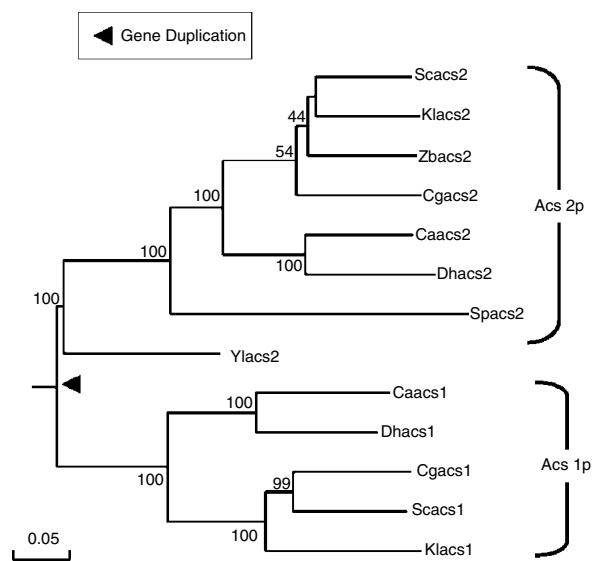 Gene Duplication
Scacs2
44
Klacs2
54
Zbacs2
100
Cgacs2
Acs 2p
100
Caacs2
100
Dhacs2
100
Spacs2
Ylacs2
100
Caacs1
Dhacs1
100
Cgacs1
99
Acs 1p
Scacs1
100
Klacs1
0.05